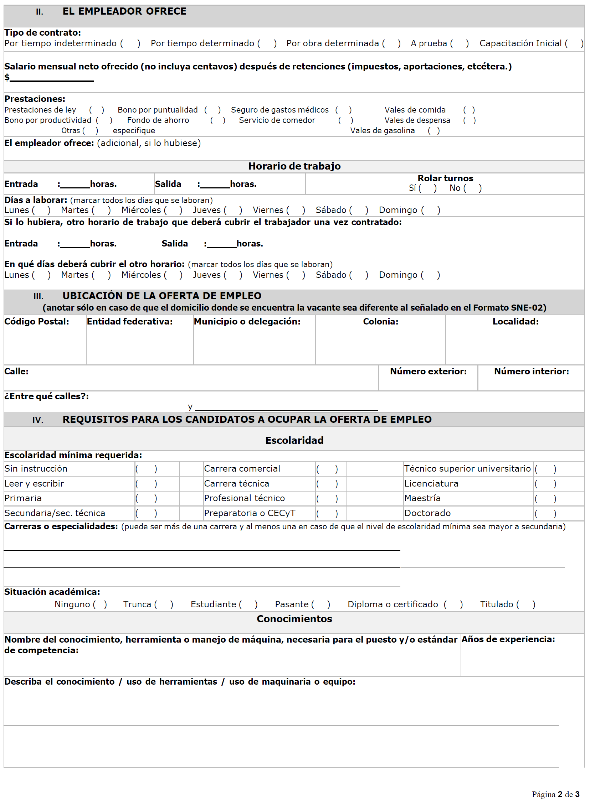 II. EL EMPLEADOR OFRECE
Tipo de contrato:
Por tiempo indeterminado ( ) Por tiempo determinado ( ) Por obra determinada ( ) A prueba ( ) Capacitación Inicial ( )
Salario mensual neto ofrecido (no incluya centavos) después de retenciones (impuestos, aportaciones, etcétera.)
$________________
Prestaciones:
Prestaciones de ley ( ) Bono por puntualidad ( ) Seguro de gastos médicos ( ) Vales de comida ( )
Bono por productividad ( ) Fondo de ahorro ( ) Servicio de comedor ( ) Vales de despensa ( )
Otras ( ) especifique Vales de gasolina ( )
El empleador ofrece: (adicional, si lo hubiese)
Horario de trabajo
Entrada :_____horas. Salida :_____horas. Rolar turnos
Sí ( ) No ( )
Días a laborar: (marcar todos los días que se laboran)
Lunes ( ) Martes ( ) Miércoles ( ) Jueves ( ) Viernes ( ) Sábado ( ) Domingo ( )
Si lo hubiera, otro horario de trabajo que deberá cubrir el trabajador una vez contratado:
Entrada :_____horas. Salida :_____horas.
En qué días deberá cubrir el otro horario: (marcar todos los días que se laboran)
Lunes ( ) Martes ( ) Miércoles ( ) Jueves ( ) Viernes ( ) Sábado ( ) Domingo ( )
III. UBICACIÓN DE LA OFERTA DE EMPLEO
(anotar sólo en caso de que el domicilio donde se encuentra la vacante sea diferente al señalado en el Formato SNE-02)
Código Postal: Entidad federativa: Municipio o delegación: Colonia: Localidad:
Calle: Número exterior: Número interior:
¿Entre qué calles?:
y
IV. REQUISITOS PARA LOS CANDIDATOS A OCUPAR LA OFERTA DE EMPLEO
Escolaridad
Escolaridad mínima requerida:
Sin instrucción ( ) Carrera comercial ( ) Técnico superior universitario ( )
Leer y escribir ( ) Carrera técnica ( ) Licenciatura ( )
Primaria ( ) Profesional técnico ( ) Maestría ( )
Secundaria/sec. técnica ( ) Preparatoria o CECyT ( ) Doctorado ( )
Carreras o especialidades: (puede ser más de una carrera y al menos una en caso de que el nivel de escolaridad mínima sea mayor a secundaria)
Situación académica:
Ninguno ( ) Trunca ( ) Estudiante ( ) Pasante ( ) Diploma o certificado ( ) Titulado ( )
Conocimientos
Nombre del conocimiento, herramienta o manejo de máquina, necesaria para el puesto y/o estándar Años de experiencia:
de competencia:
Describa el conocimiento / uso de herramientas / uso de maquinaria o equipo:
Página 2 de 3